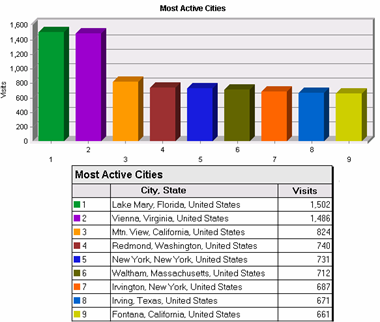 Most Active Cities
1,600
1,400
1,200
1,000
800
600
400
200
0
Visits
1 2 3 4 5 6 7 8 9
Most Active Cities
City, State Visits
1 Lake Mary, Florida, United States 1,502
2 Vienna, Virginia, United States 1,486
3 Mtn. View, California, United States 824
4 Redmond, Washington, United States 740
5 New York, New York, United States 731
6 Waltham, Massachusetts, United States 712
7 Irvington, New York, United States 687
8 Irving, Texas, United States 671
9 Fontana, California, United States 661